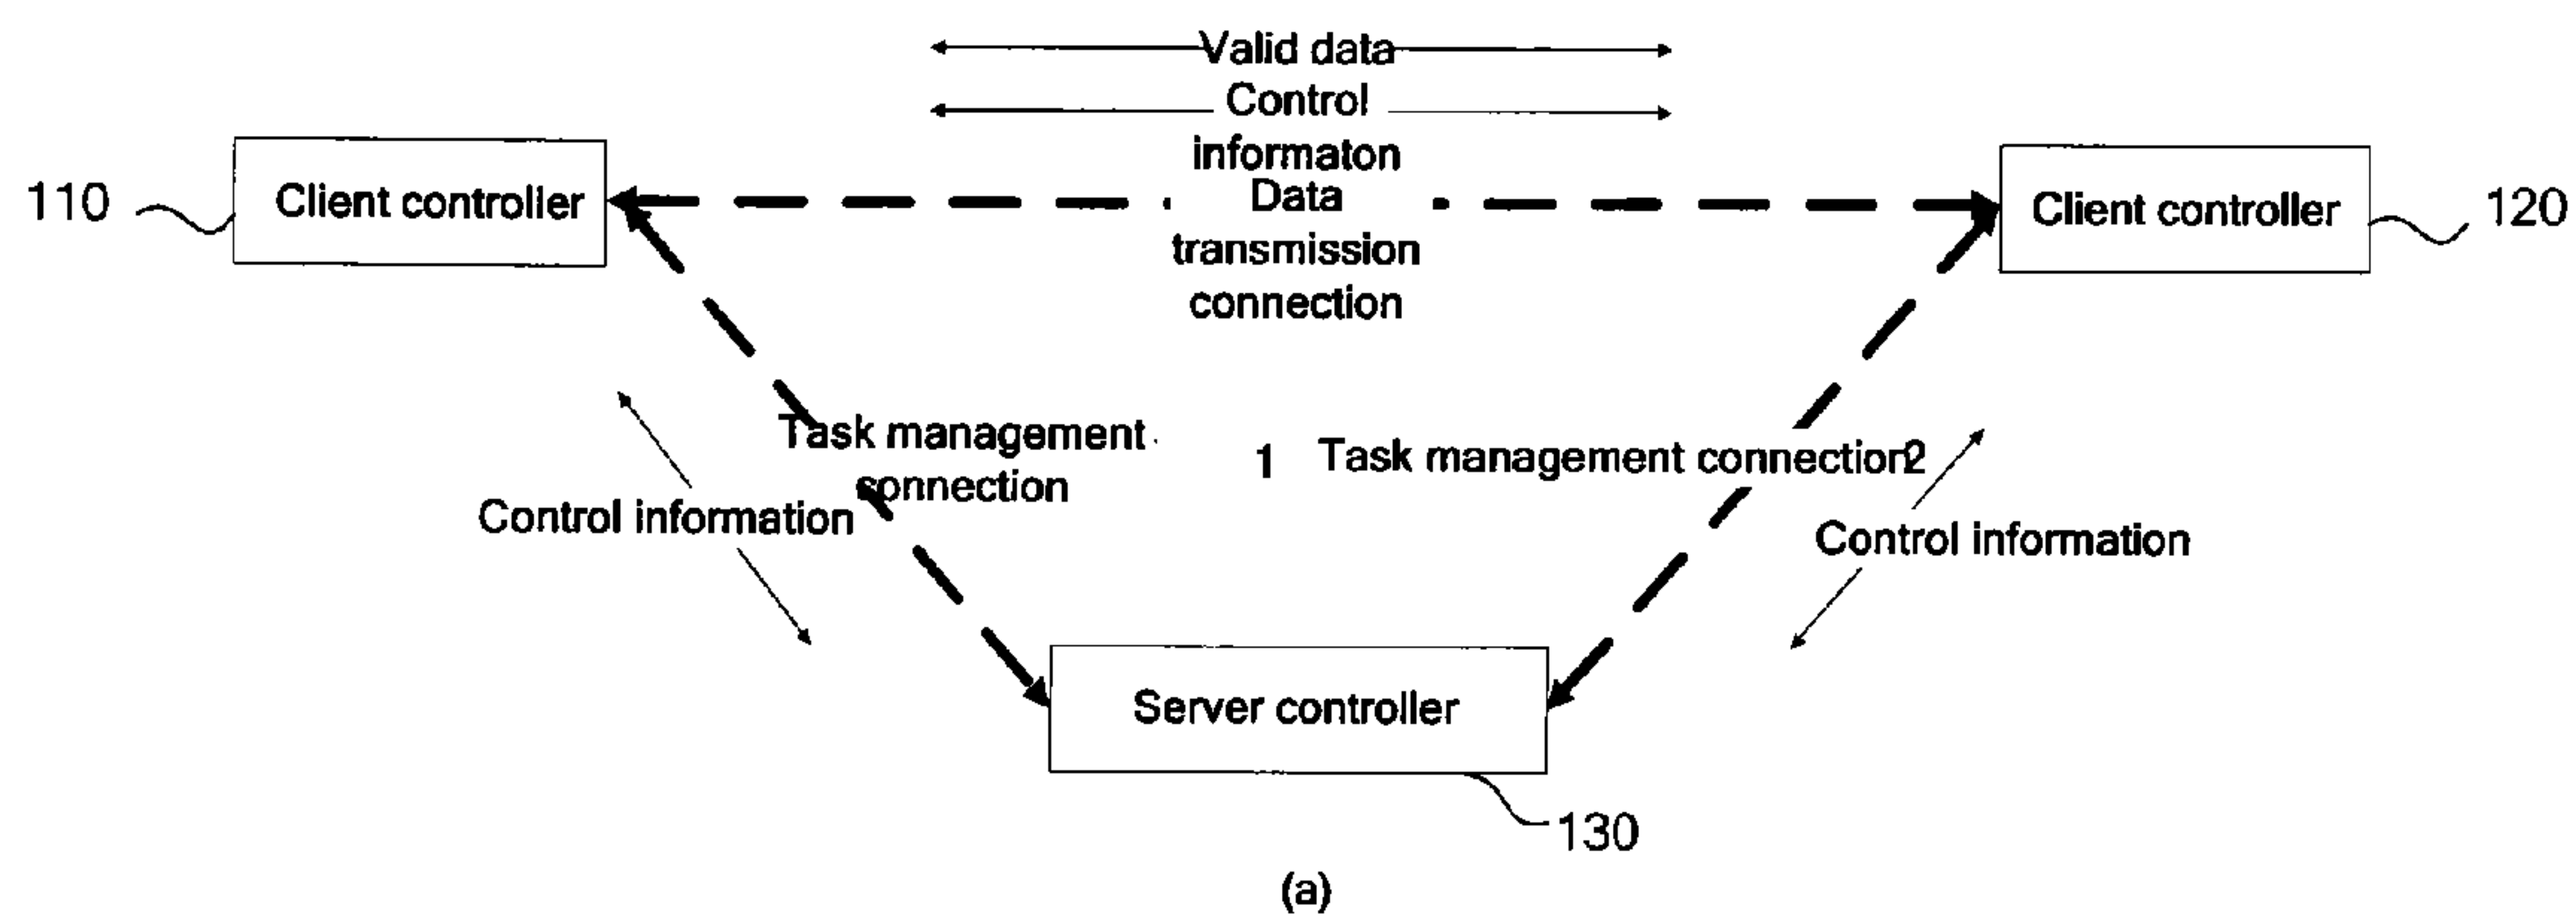 Valid data
Control
informaton
110
Client controller
Data
transmission
connection
Client controller
120
Task management
connection
1
Task management connection2
Control information
Control information
Server controller
130
(a)